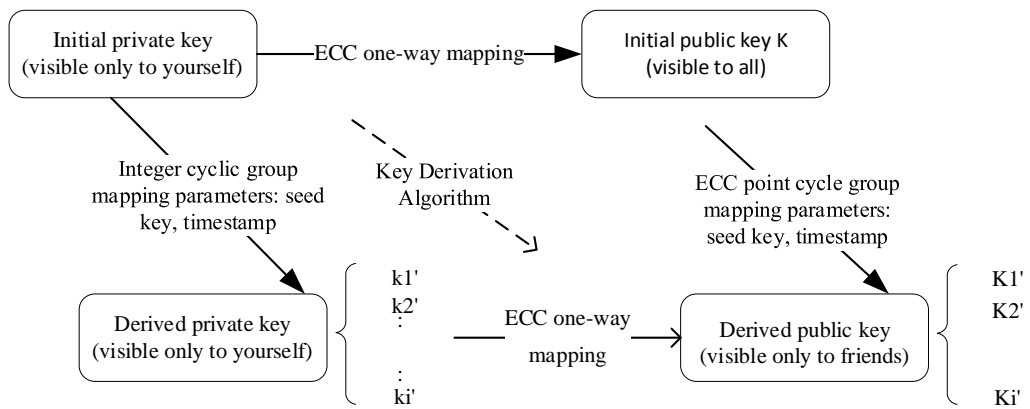 Initial private key
(visible only to yourself)
ECC one-way mapping
Initial public key K
(visible to all)
Integer cyclic group
mapping parameters: seed
key, timestamp
Key Derivation
Algorithm
ECC point cycle group
mapping parameters:
seed key, timestamp
Derived private key
(visible only to yourself)
k1'
k2'
:
:
ki'
ECC one-way
mapping
Derived public key
(visible only to friends)
K1'
K2'
Ki'